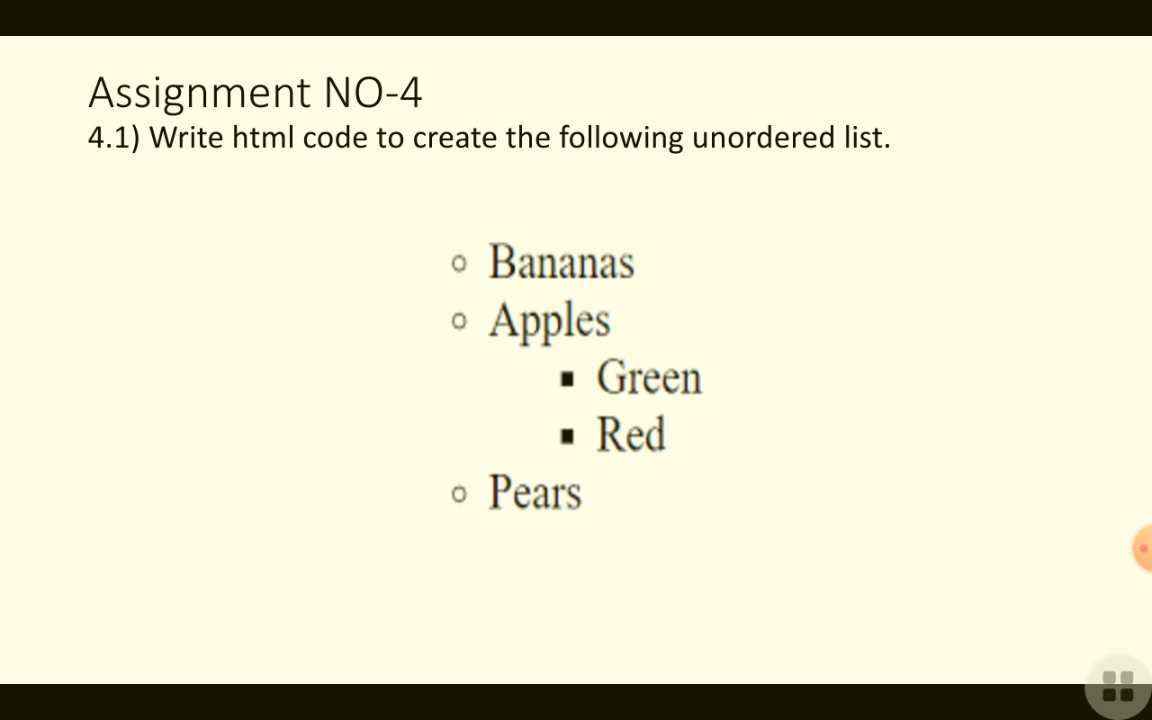 Assignment NO-4
4.1) Write html code to create the following unordered list.
Bananas
Apples
Green
Red
Pears